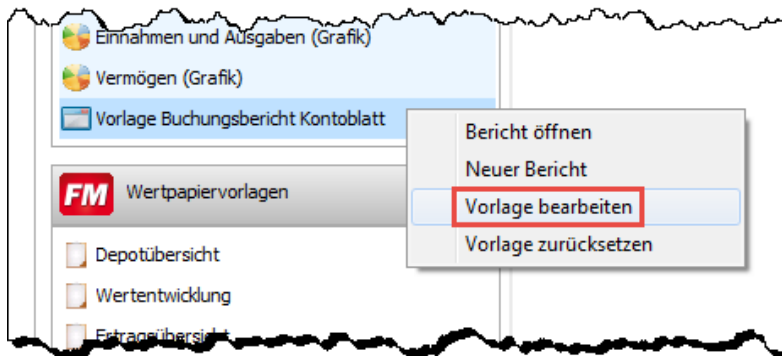 Einnahmen und Ausgaben (Grafik)
Vermögen (Grafik)
Vorlage Buchungsbericht Kontoblatt
Bericht öffnen
Neuer Bericht
Vorlage bearbeiten
Vorlage zurücksetzen
FM Wertpapiervorlagen
Depotübersicht
Wertentwicklung
Ertragsübersicht